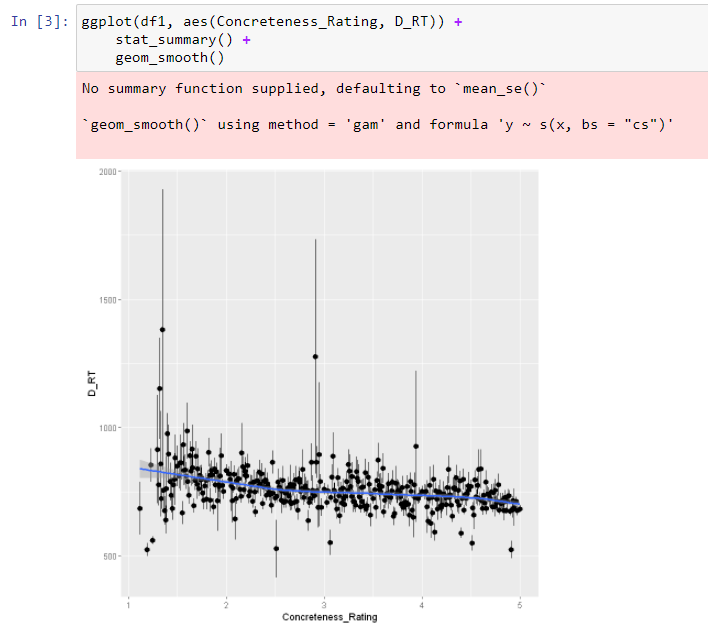 In [3]: ggplot(df1, aes(Concreteness_Rating, D_RT)) +
stat_summary() +
geom_smooth()
No summary function supplied, defaulting to `mean_se()`
`geom_smooth()` using method = 'gam' and formula 'y ~ s(x, bs = "cs")'
2000
1500
1000
500
D_RT
1 2 3 4 5
Concreteness_Rating